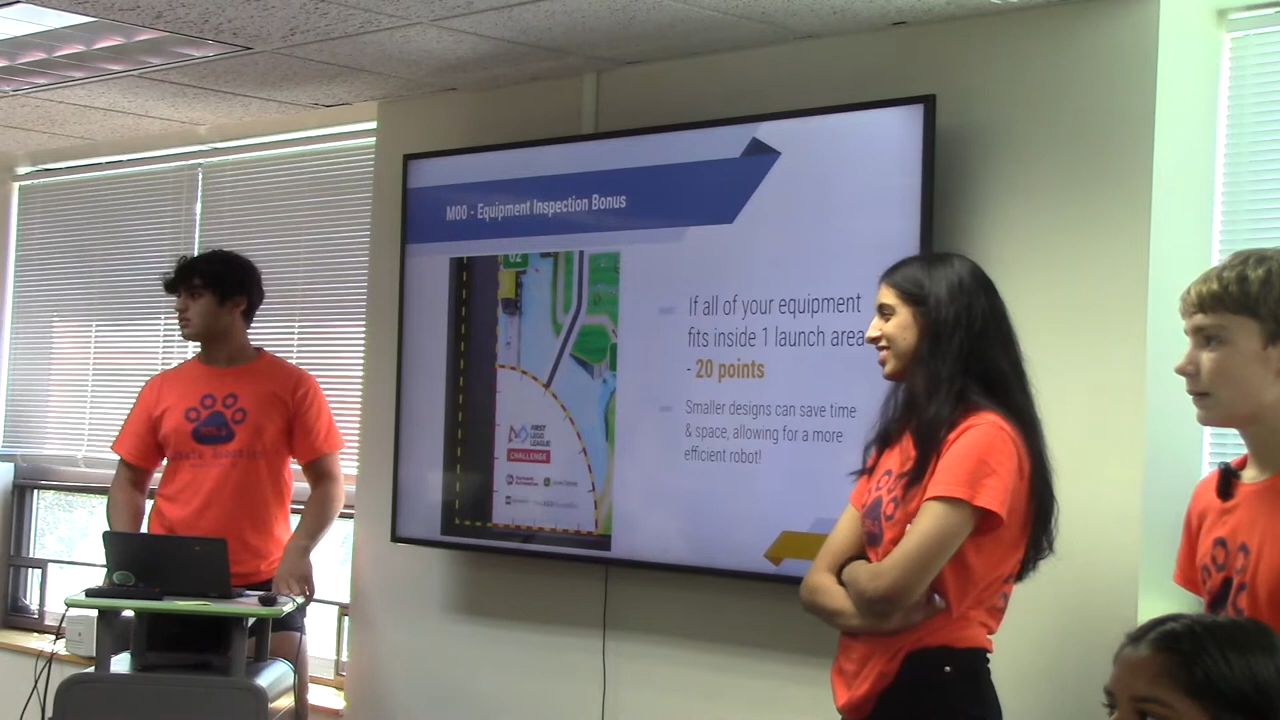 M00 - Equipment Inspection Bonus
02
If all of your equipment
fits inside 1 launch area
- 20 points
Smaller designs can save time
& space, allowing for a more
efficient robot!
FIRST
LEGO
LEAGUE
CHALLENGE